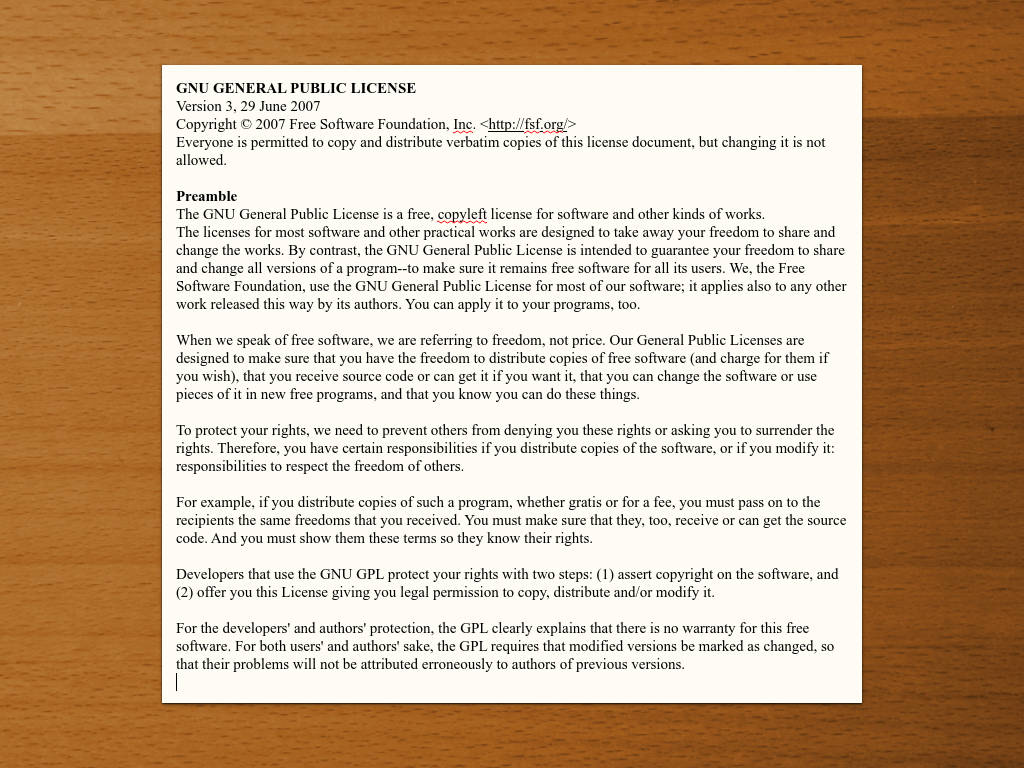 GNU GENERAL PUBLIC LICENSE
Version 3, 29 June 2007
Copyright © 2007 Free Software Foundation, Inc. <http://fsf.org/>
Everyone is permitted to copy and distribute verbatim copies of this license document, but changing it is not
allowed.

Preamble
The GNU General Public License is a free, copyleft license for software and other kinds of works.
The licenses for most software and other practical works are designed to take away your freedom to share and
change the works. By contrast, the GNU General Public License is intended to guarantee your freedom to share
and change all versions of a program--to make sure it remains free software for all its users. We, the Free
Software Foundation, use the GNU General Public License for most of our software; it applies also to any other
work released this way by its authors. You can apply it to your programs, too.

When we speak of free software, we are referring to freedom, not price. Our General Public Licenses are
designed to make sure that you have the freedom to distribute copies of free software (and charge for them if
you wish), that you receive source code or can get it if you want it, that you can change the software or use
pieces of it in new free programs, and that you know you can do these things.

To protect your rights, we need to prevent others from denying you these rights or asking you to surrender the
rights. Therefore, you have certain responsibilities if you distribute copies of the software, or if you modify it:
responsibilities to respect the freedom of others.

For example, if you distribute copies of such a program, whether gratis or for a fee, you must pass on to the
recipients the same freedoms that you received. You must make sure that they, too, receive or can get the source
code. And you must show them these terms so they know their rights.

Developers that use the GNU GPL protect your rights with two steps: (1) assert copyright on the software, and
(2) offer you this License giving you legal permission to copy, distribute and/or modify it.

For the developers' and authors' protection, the GPL clearly explains that there is no warranty for this free
software. For both users' and authors' sake, the GPL requires that modified versions be marked as changed, so
that their problems will not be attributed erroneously to authors of previous versions.